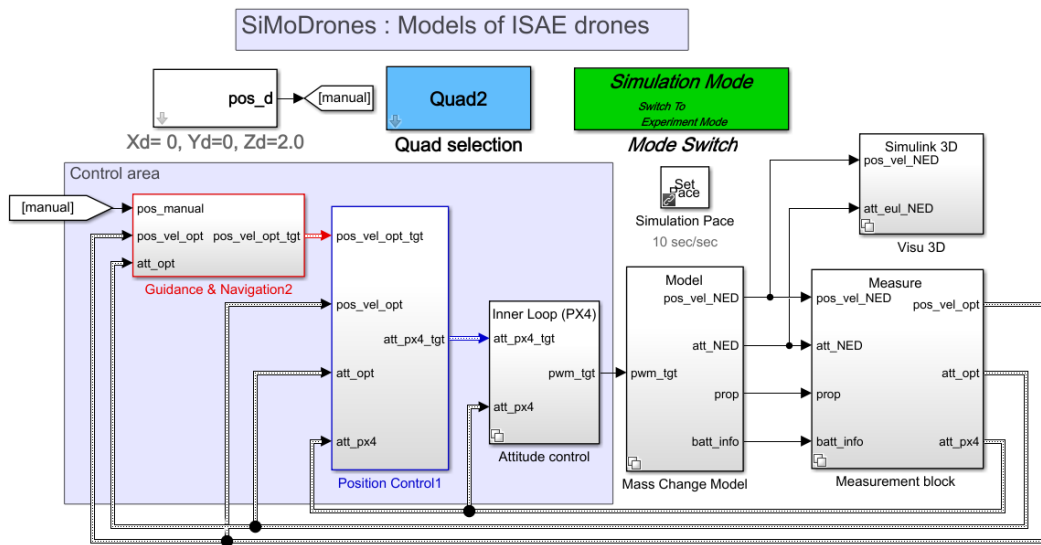 SiMoDrones : Models of ISAE drones
pos_d
[manual]
Xd= 0, Yd=0, Zd=2.0
Quad2
Quad selection
Simulation Mode
Switch To
Experiment Mode
Mode Switch
Set
Pace
Simulation Pace
10 sec/sec
Simulink 3D
pos_vel_NED
att_eul_NED
Visu 3D
Control area
[manual]
pos_manual
pos_vel_opt
pos_vel_opt_tgt
att_opt
Guidance & Navigation2
pos_vel_opt_tgt
pos_vel_opt
att_px4_tgt
att_opt
att_px4
Position Control1
Inner Loop (PX4)
att_px4_tgt
pwm_tgt
att_px4
Attitude control
Model
pos_vel_NED
att_NED
pwm_tgt
prop
batt_info
Mass Change Model
Measure
pos_vel_NED
pos_vel_opt
att_NED
att_opt
prop
batt_info
att_px4
Measurement block